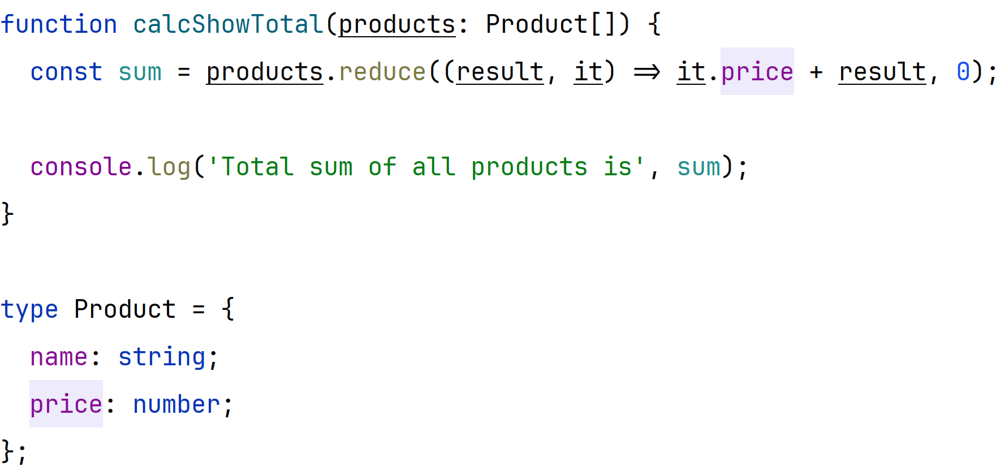 function calcShowTotal(products: Product[]) {
  const sum = products.reduce((result, it) => it.price + result, 0);
  console.log('Total sum of all products is', sum);
}
type Product = {
  name: string;
  price: number;
};